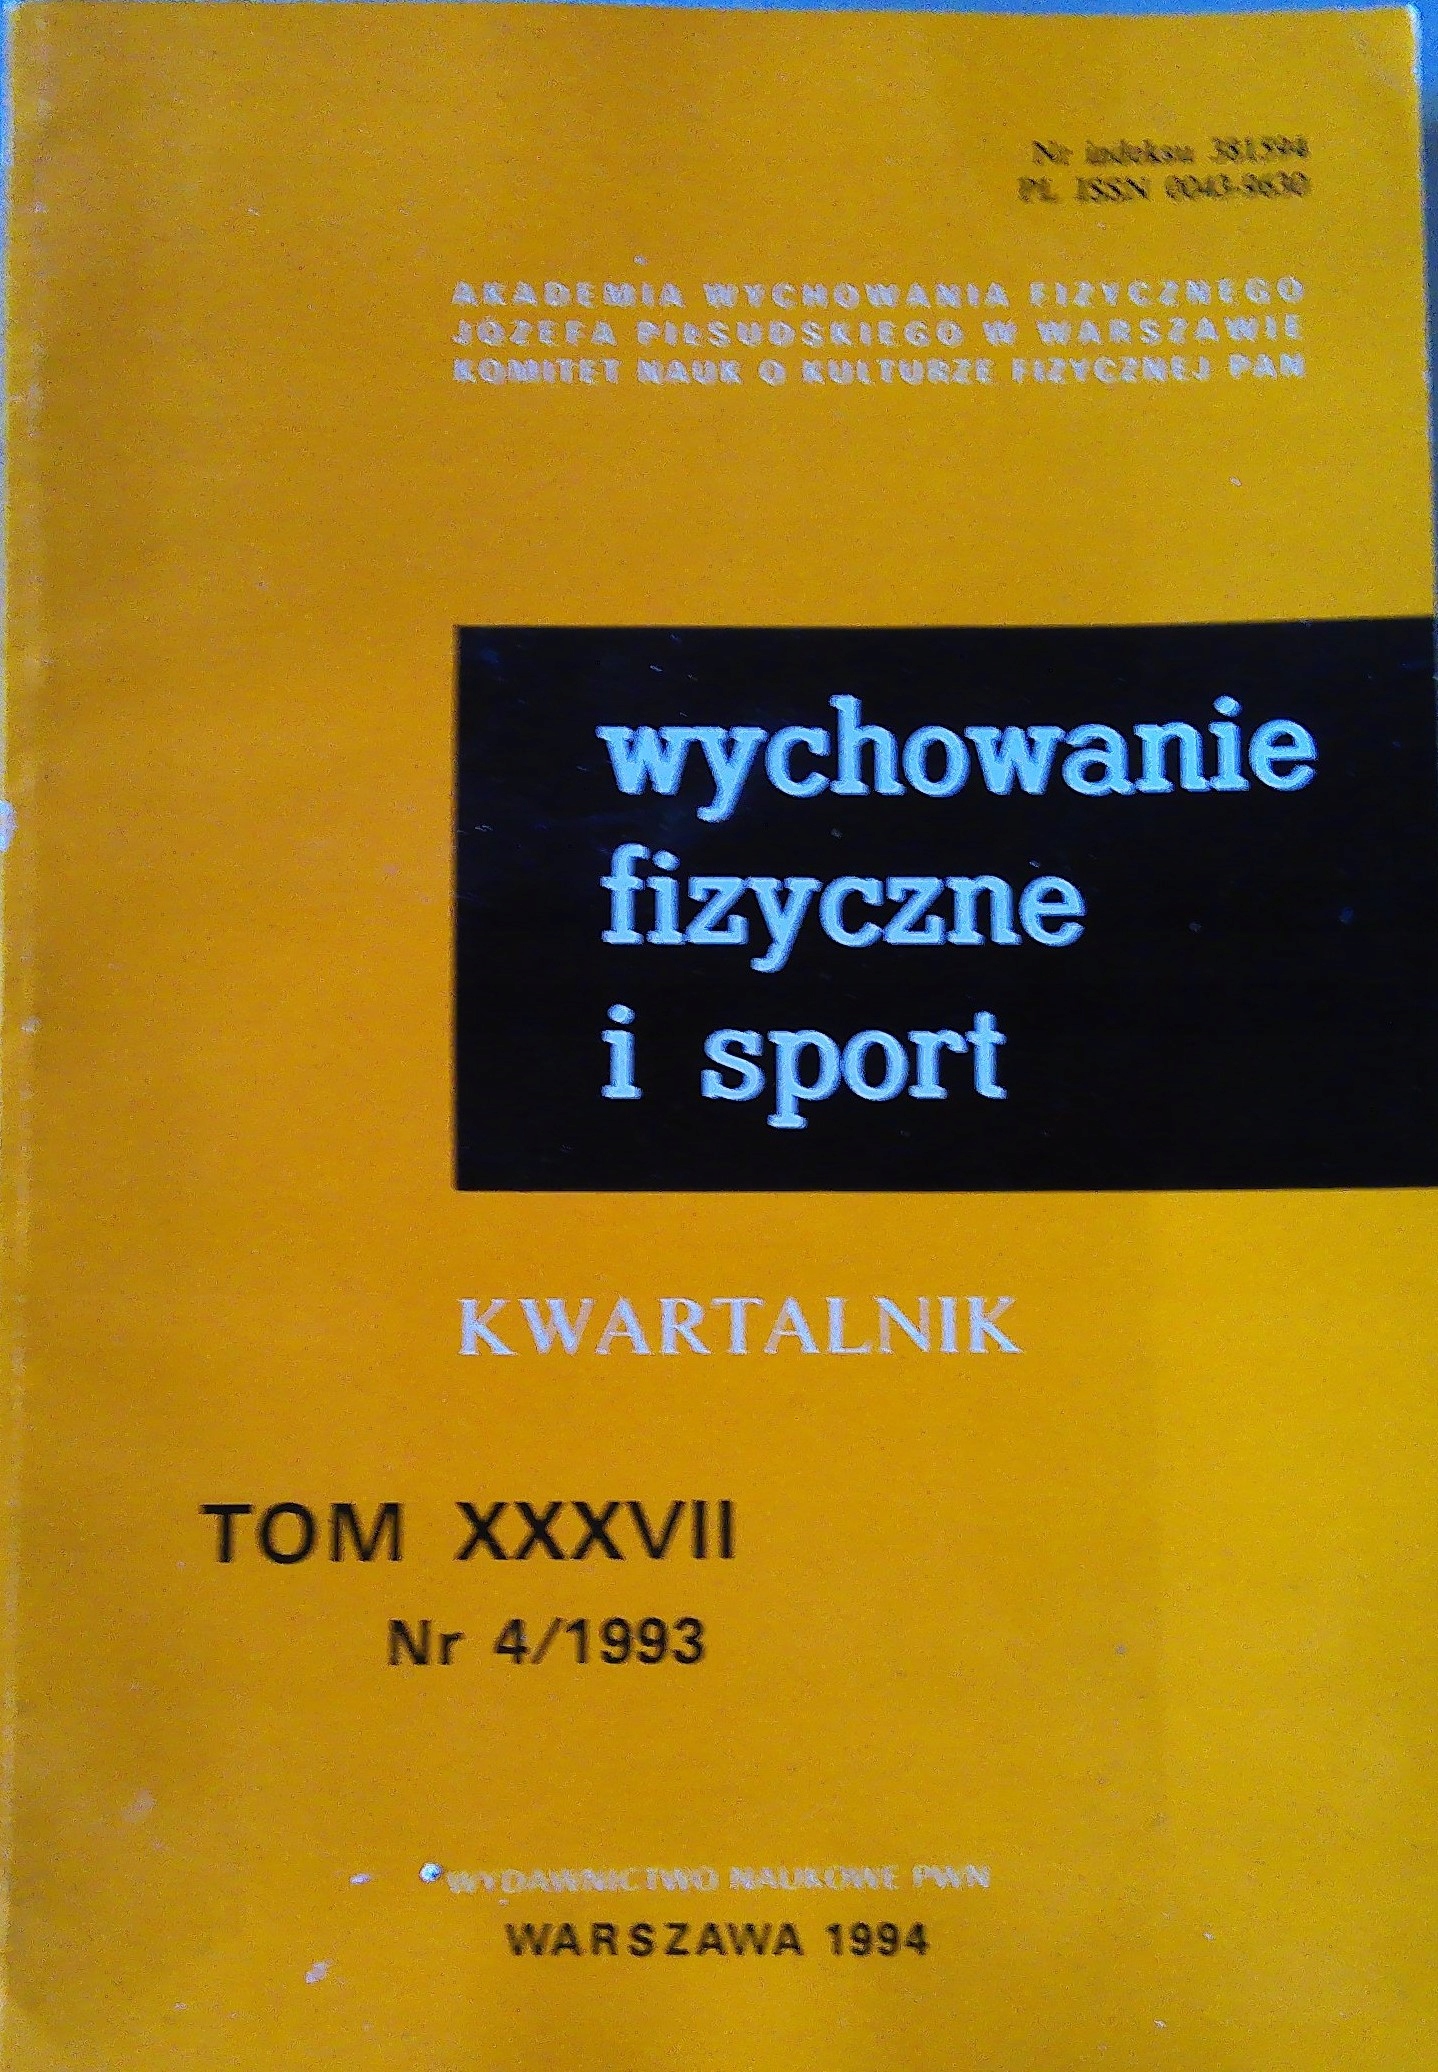 Nr indeksu 381594
PL ISSN 0043-9630
AKADEMIA WYCHOWANIA FIZYCZNEGO
JÓZEFA PIŁSUDSKIEGO W WARSZAWIE
KOMITET NAUK O KULTURZE FIZYCZNEJ PAN
wychowanie
fizyczne
i sport
KWARTALNIK
TOM XXXVII
Nr 4/1993
WYDAWNICTWO NAUKOWE PWN
WARSZAWA 1994